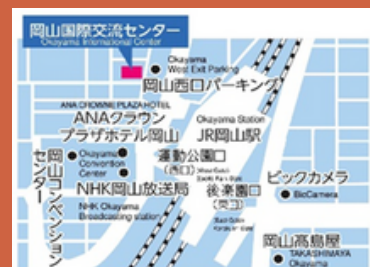 岡山国際交流センター
Okayama International Center
Okayama
West Exit Parking
岡山西口パーキング
ANA CROWNE PLAZA HOTEL
ANAクラウン
プラザホテル岡山
Okayama Station
JR岡山駅
Okayama
Convention
Center
岡山コンベンション
センター
運動公園口
(西口)
NHK岡山放送局
NHK Okayama
Broadcasting station
後楽園口
(東口)
ビックカメラ
BicCamera
岡山高島屋
TAKASHIMAYA
Okayama